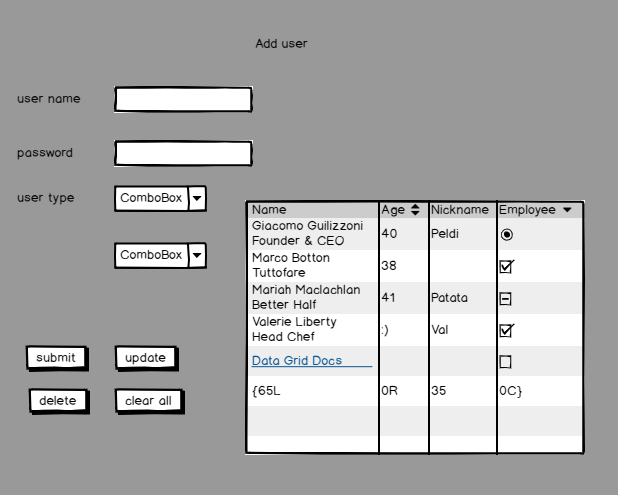 Add user
user name
password
user type
ComboBox
ComboBox
Name Age Nickname Employee
Giacomo Guilizzoni
Founder & CEO
40 Peldi
Marco Botton
Tuttofare
38
Mariah Maclachlan
Better Half
41 Patata
Valerie Liberty
Head Chef
:) Val
Data Grid Docs
{65L 0R 35 0C}
submit update
delete clear all